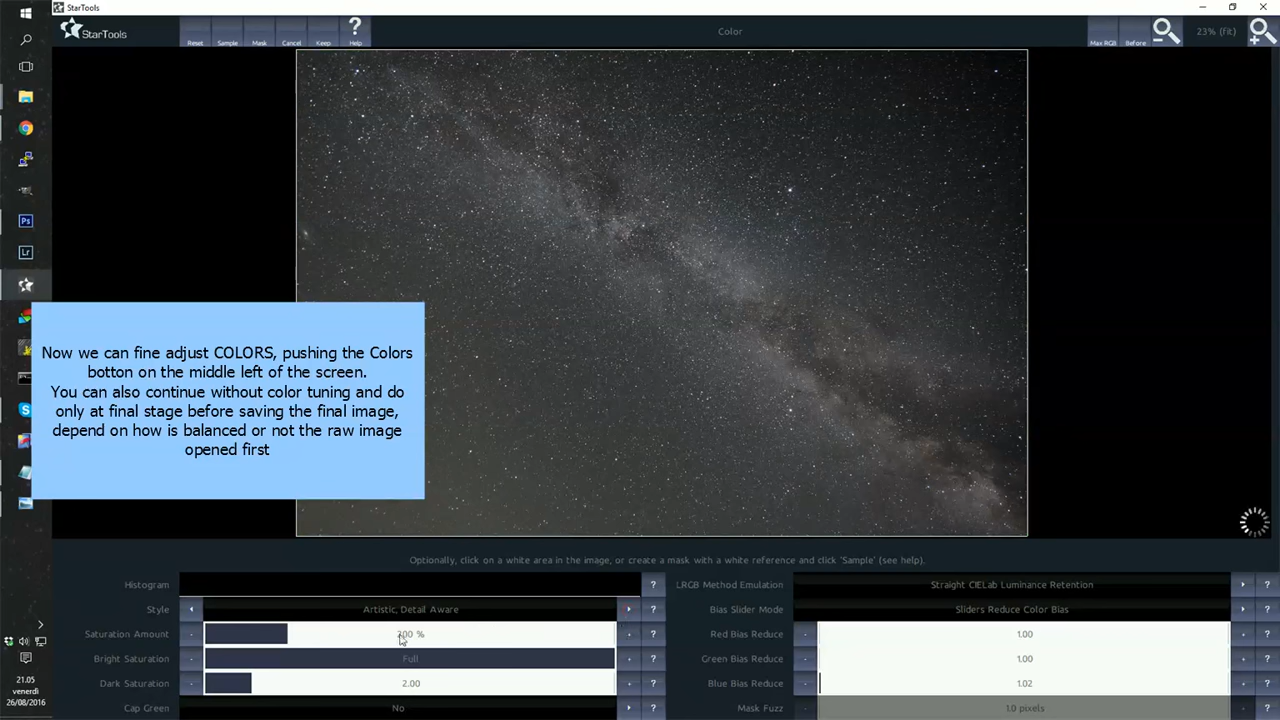 StarTools
StarTools
Reset
Sample
Mask
Cancel
Keep
?
Help
Color
Max RGB
Before
23% (fit)
Ps
Lr
Now we can fine adjust COLORS, pushing the Colors
botton on the middle left of the screen.
You can also continue without color tuning and do
only at final stage before saving the final image,
depend on how is balanced or not the raw image
opened first
Optionally, click on a white area in the image, or create a mask with a white reference and click 'Sample' (see help).
Histogram ?
Style Artistic, Detail Aware ?
Saturation Amount - 200 % + ?
Bright Saturation - Full + ?
Dark Saturation - 2.00 + ?
Cap Green No ?
LRGB Method Emulation Straight CIELab Luminance Retention ?
Bias Slider Mode Sliders Reduce Color Bias ?
Red Bias Reduce - 1.00 + ?
Green Bias Reduce - 1.00 + ?
Blue Bias Reduce - 1.02 + ?
Mask Fuzz - 1.0 pixels + ?
21.05
venerdì
26/08/2016